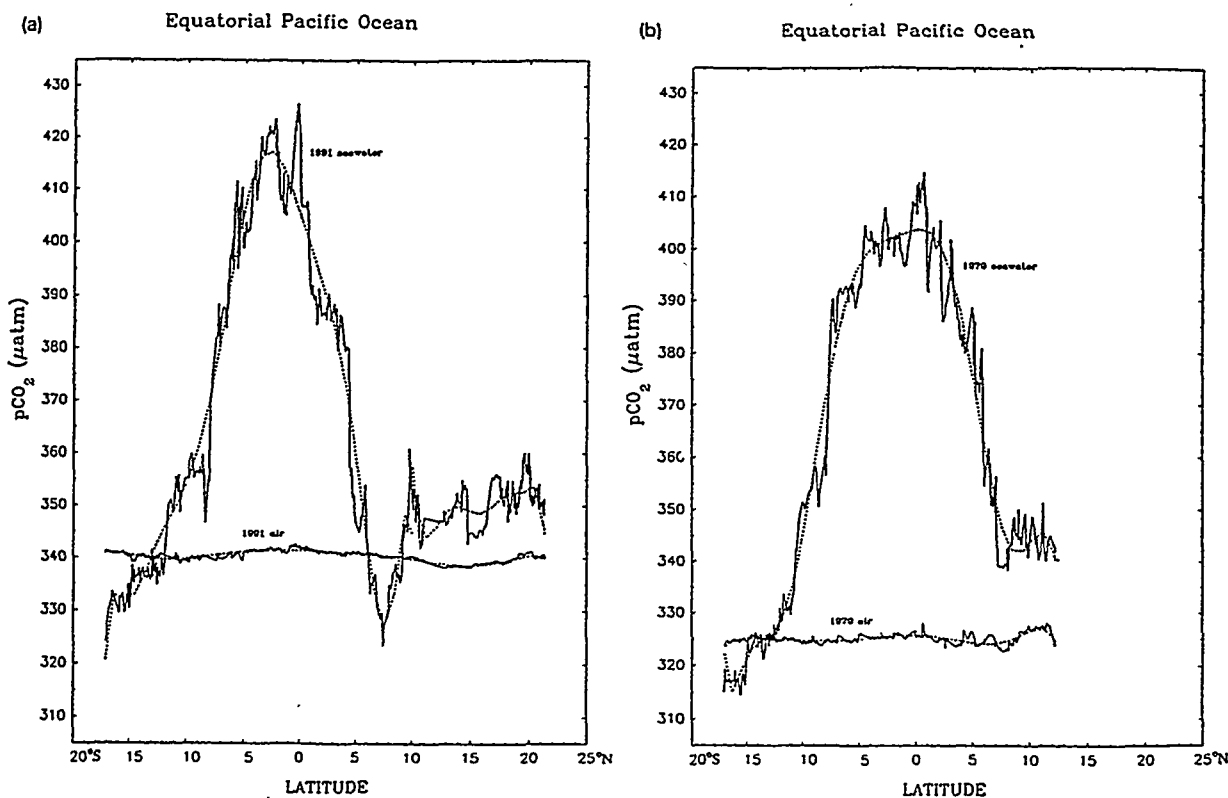 (a) Equatorial Pacific Ocean
430
420
410
400
390
380
370
360
350
340
330
320
310
pCO2 (μatm)
1991 seawater
1991 air
20°S 15 10 5 0 5 10 15 20 25°N
LATITUDE
(b) Equatorial Pacific Ocean
430
420
410
400
390
380
370
360
350
340
330
320
310
pCO2 (μatm)
1979 seawater
1979 air
20°S 15 10 5 0 5 10 15 20 25°N
LATITUDE